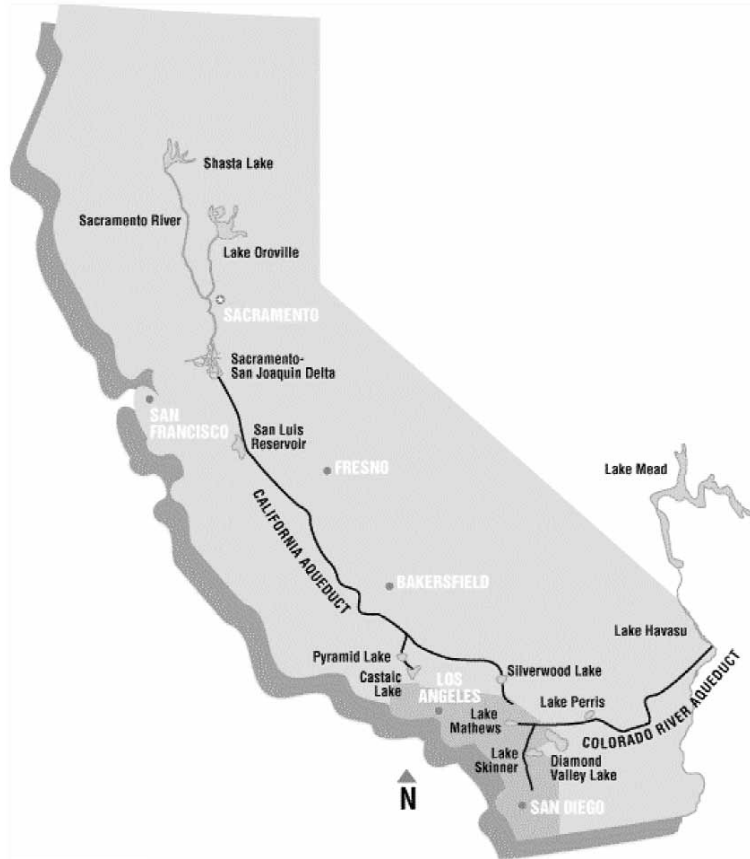 Shasta Lake
Sacramento River
Lake Oroville
SACRAMENTO
Sacramento-
San Joaquin Delta
SAN
FRANCISCO
San Luis
Reservoir
FRESNO
Lake Mead
CALIFORNIA AQUEDUCT
BAKERSFIELD
Lake Havasu
Pyramid Lake
Castaic
Lake
LOS
ANGELES
Silverwood Lake
Lake Perris
COLORADO RIVER AQUEDUCT
Lake
Mathews
Lake
Skinner
Diamond
Valley Lake
N
SAN DIEGO